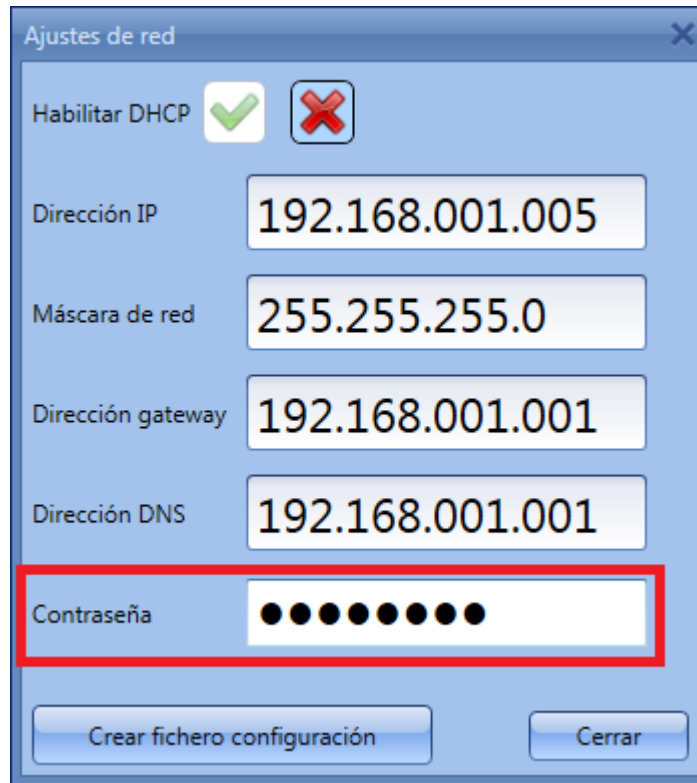 Ajustes de red
Habilitar DHCP
Dirección IP 192.168.001.005
Máscara de red 255.255.255.0
Dirección gateway 192.168.001.001
Dirección DNS 192.168.001.001
Contraseña ●●●●●●●●
Crear fichero configuración Cerrar